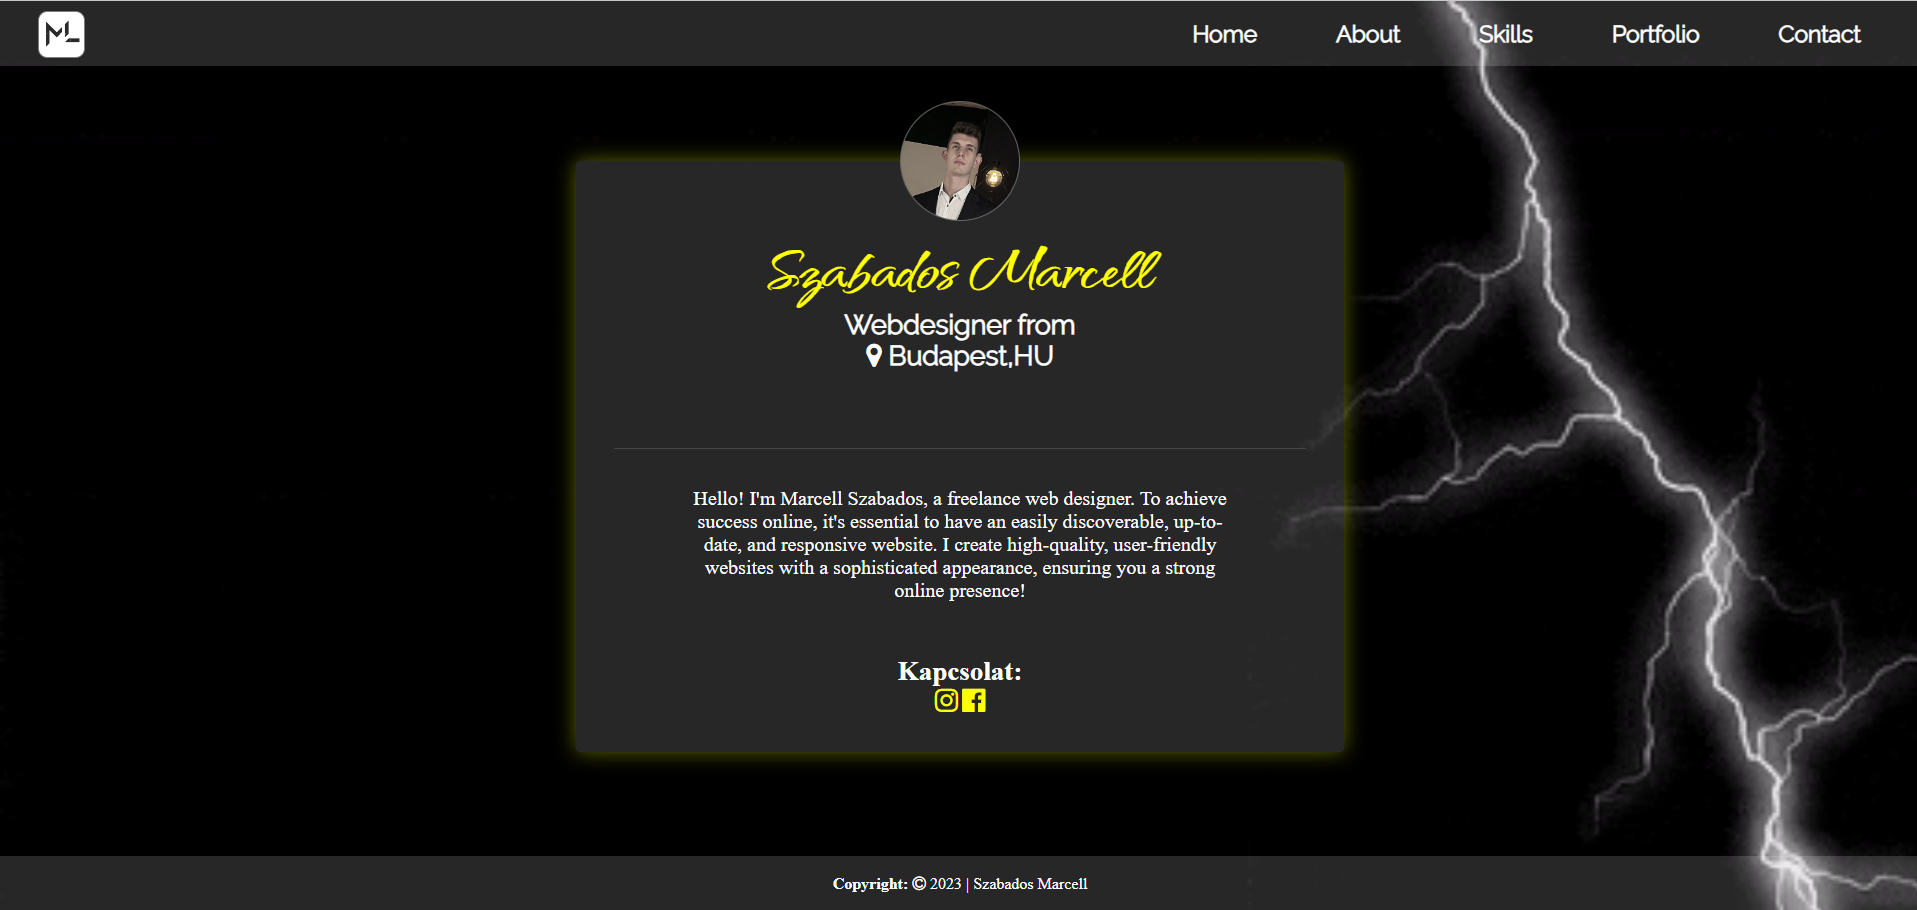 ML
Home About Skills Portfolio Contact
Szabados Marcell
Webdesigner from
Budapest,HU
Hello! I'm Marcell Szabados, a freelance web designer. To achieve
success online, it's essential to have an easily discoverable, up-to-
date, and responsive website. I create high-quality, user-friendly
websites with a sophisticated appearance, ensuring you a strong
online presence!
Kapcsolat:
Copyright: © 2023 | Szabados Marcell